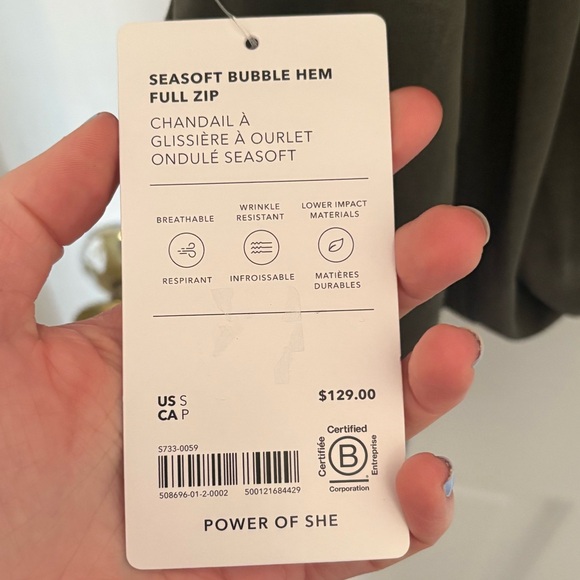 SEASOFT BUBBLE HEM
FULL ZIP
CHANDAIL À
GLISSIÈRE À OURLET
ONDULÉ SEASOFT
BREATHABLE
RESPIRANT
WRINKLE
RESISTANT
INFROISSABLE
LOWER IMPACT
MATERIALS
MATIÈRES
DURABLES
US S
CA P
$129.00
S733-0059
508696-01-2-0002 500121684429
Certified
Certifiée
B
Entreprise
Corporation
POWER OF SHE